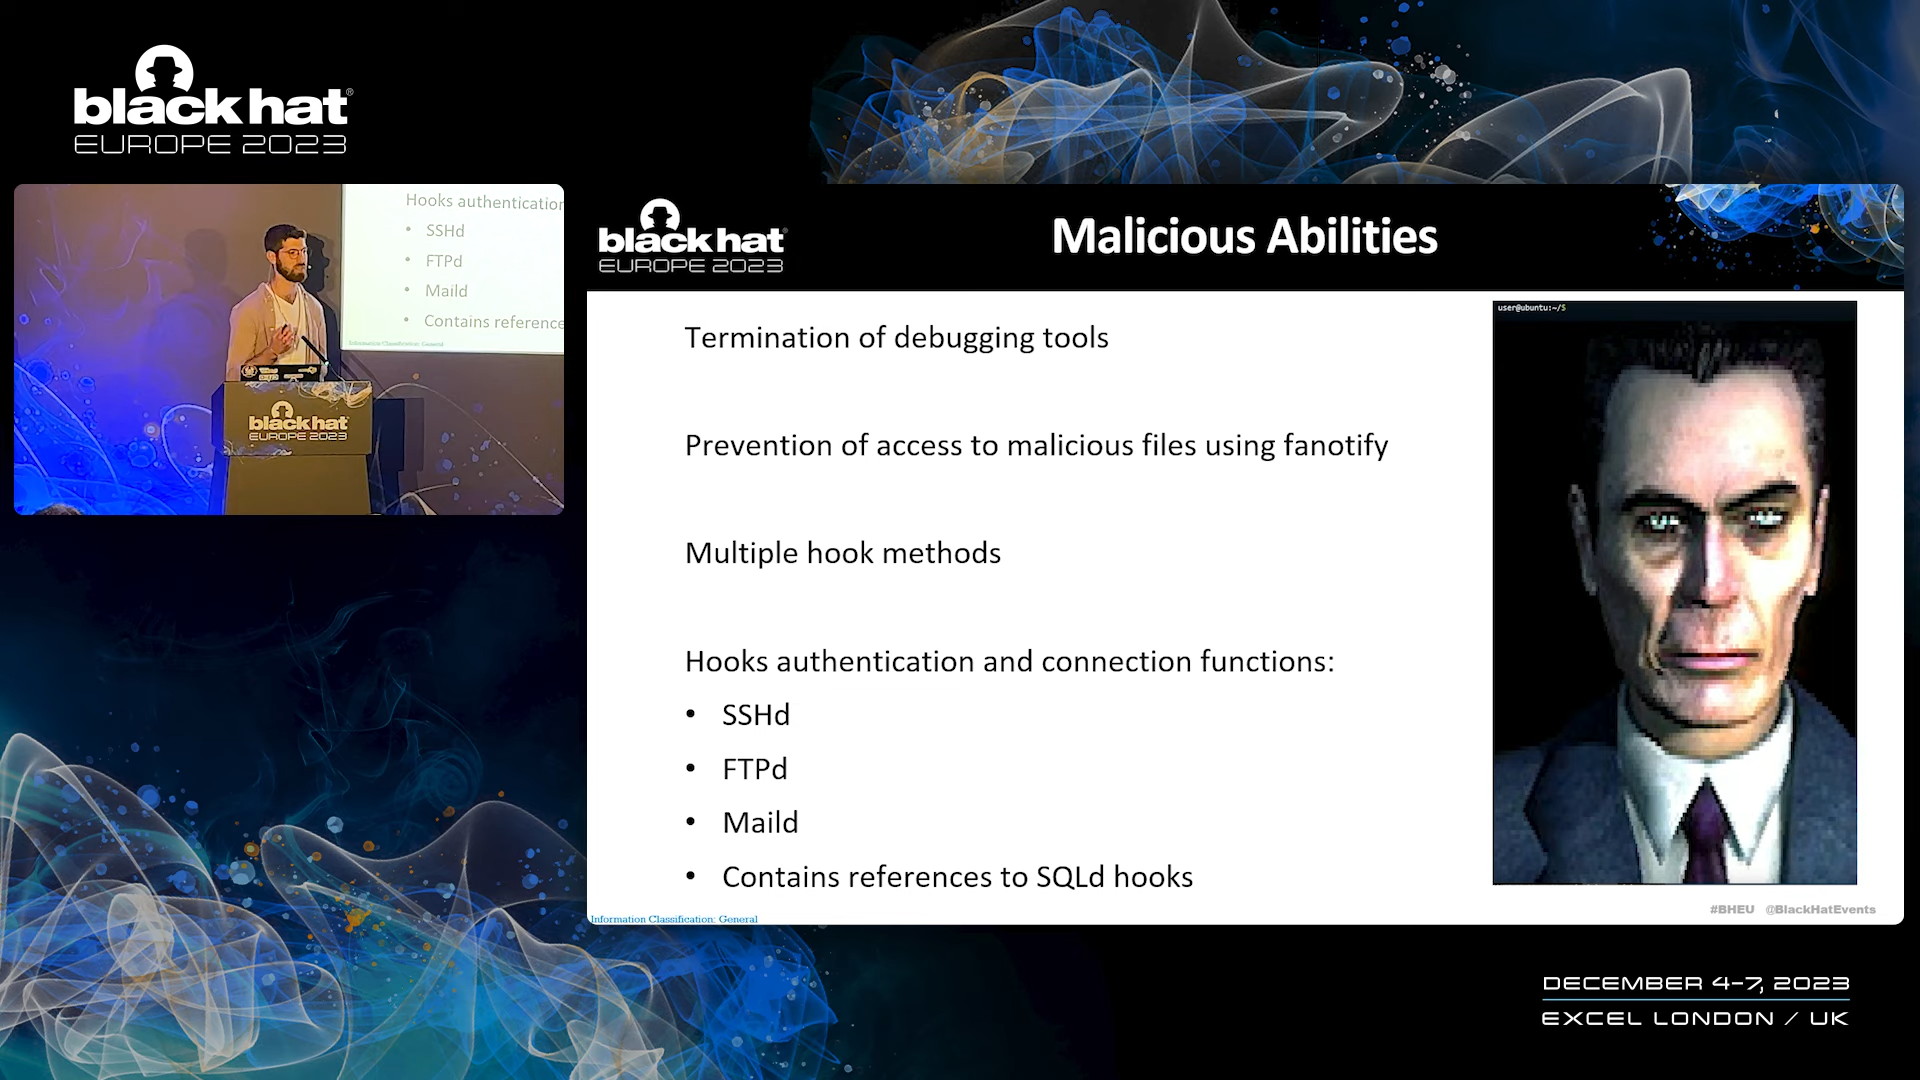 black hat®
EUROPE 2023
Hooks authentication
• SSHd
• FTPd
• Maild
• Contains reference
Information Classification: General
black hat
EUROPE 2023
black hat®
EUROPE 2023
Malicious Abilities
user@ubuntu:~/S
Termination of debugging tools
Prevention of access to malicious files using fanotify
Multiple hook methods
Hooks authentication and connection functions:
• SSHd
• FTPd
• Maild
• Contains references to SQLd hooks
Information Classification: General
#BHEU @BlackHatEvents
DECEMBER 4-7, 2023
EXCEL LONDON / UK